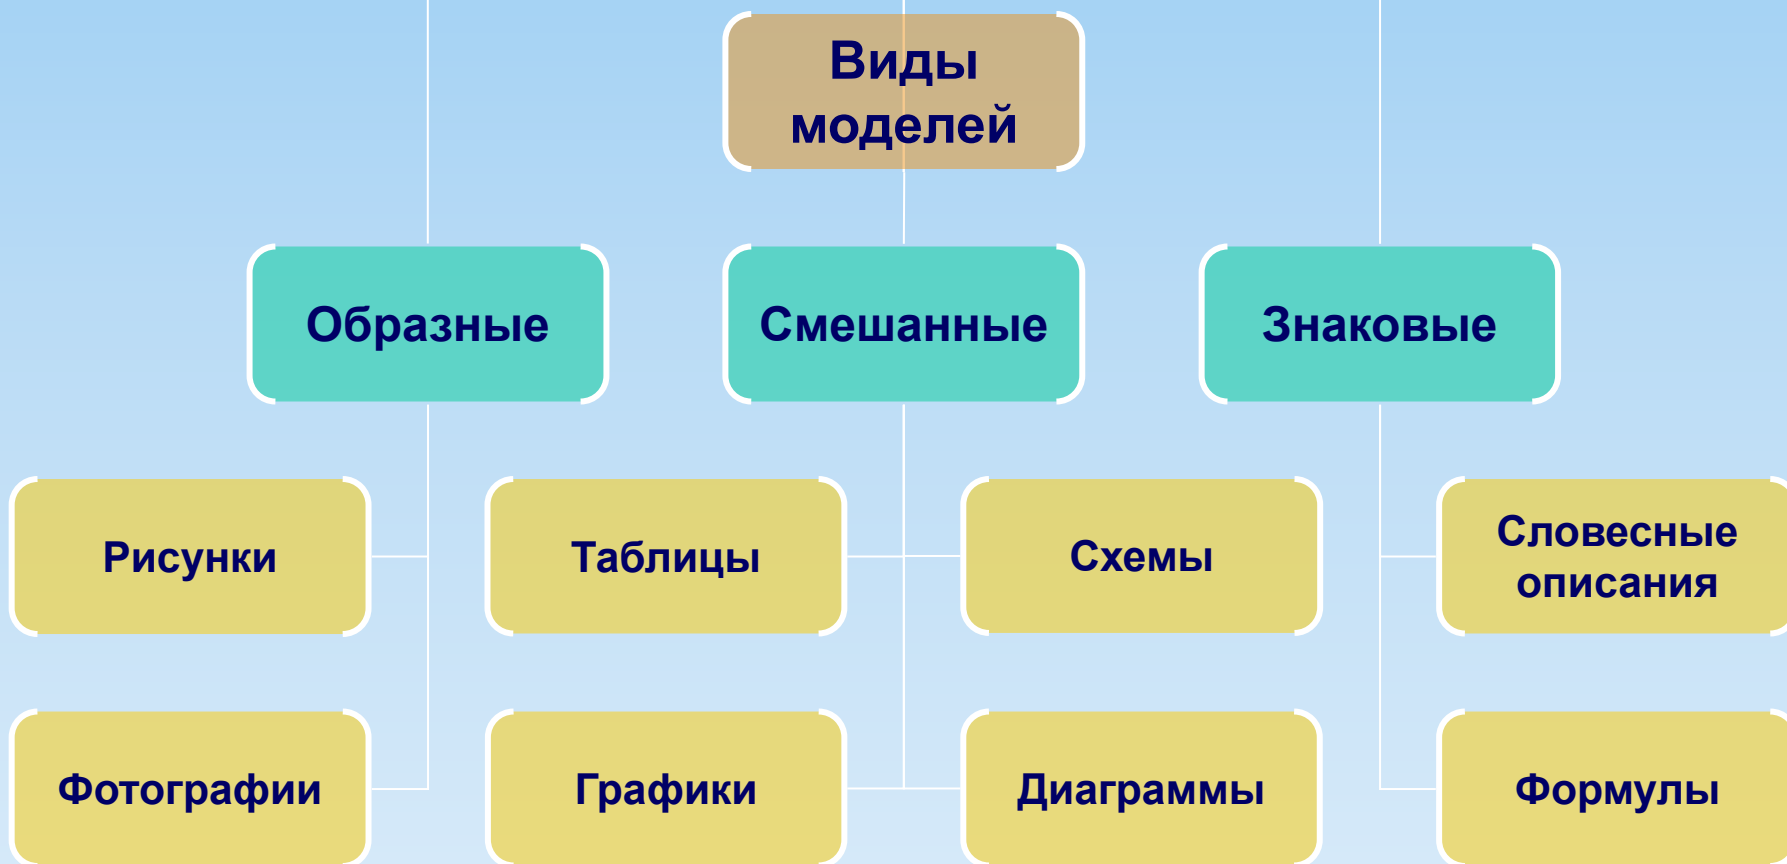 Виды
моделей
Образные
Смешанные
Знаковые
Рисунки
Таблицы
Схемы
Словесные
описания
Фотографии
Графики
Диаграммы
Формулы